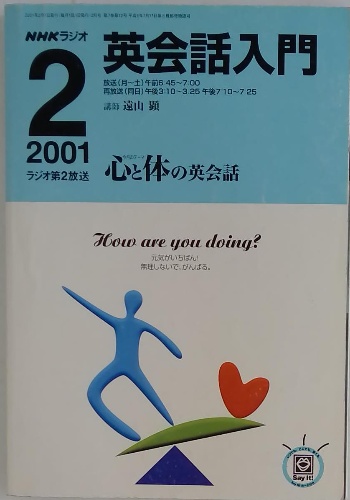 NHKラジオ
英会話入門
放送(月〜土)午前6:45〜7:00
再放送(同日)午後3:10〜3:25 午後7:10〜7:25
講師 遠山 顕
2
2001
ラジオ第2放送
心と体の英会話
How are you doing?
元気がいちばん!
無理しないで、がんばる。
Say It!